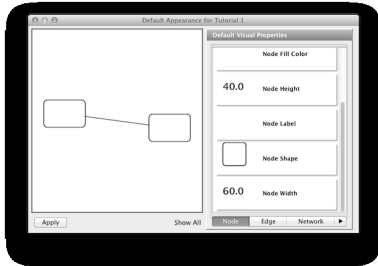 Default Appearance for Tutorial 1
Default Visual Properties
Node Fill Color
40.0 Node Height
Node Label
Node Shape
60.0 Node Width
Apply Show All Node Edge Network